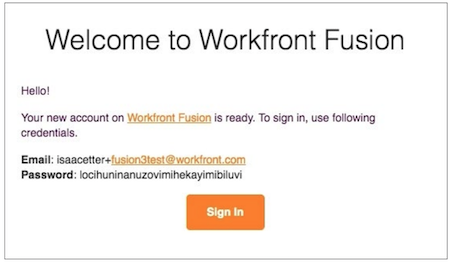 Welcome to Workfront Fusion
Hello!
Your new account on Workfront Fusion is ready. To sign in, use following
credentials.
Email: isaacetter+fusion3test@workfront.com
Password: locihuninanuzovimihekayimibiluvi
Sign In